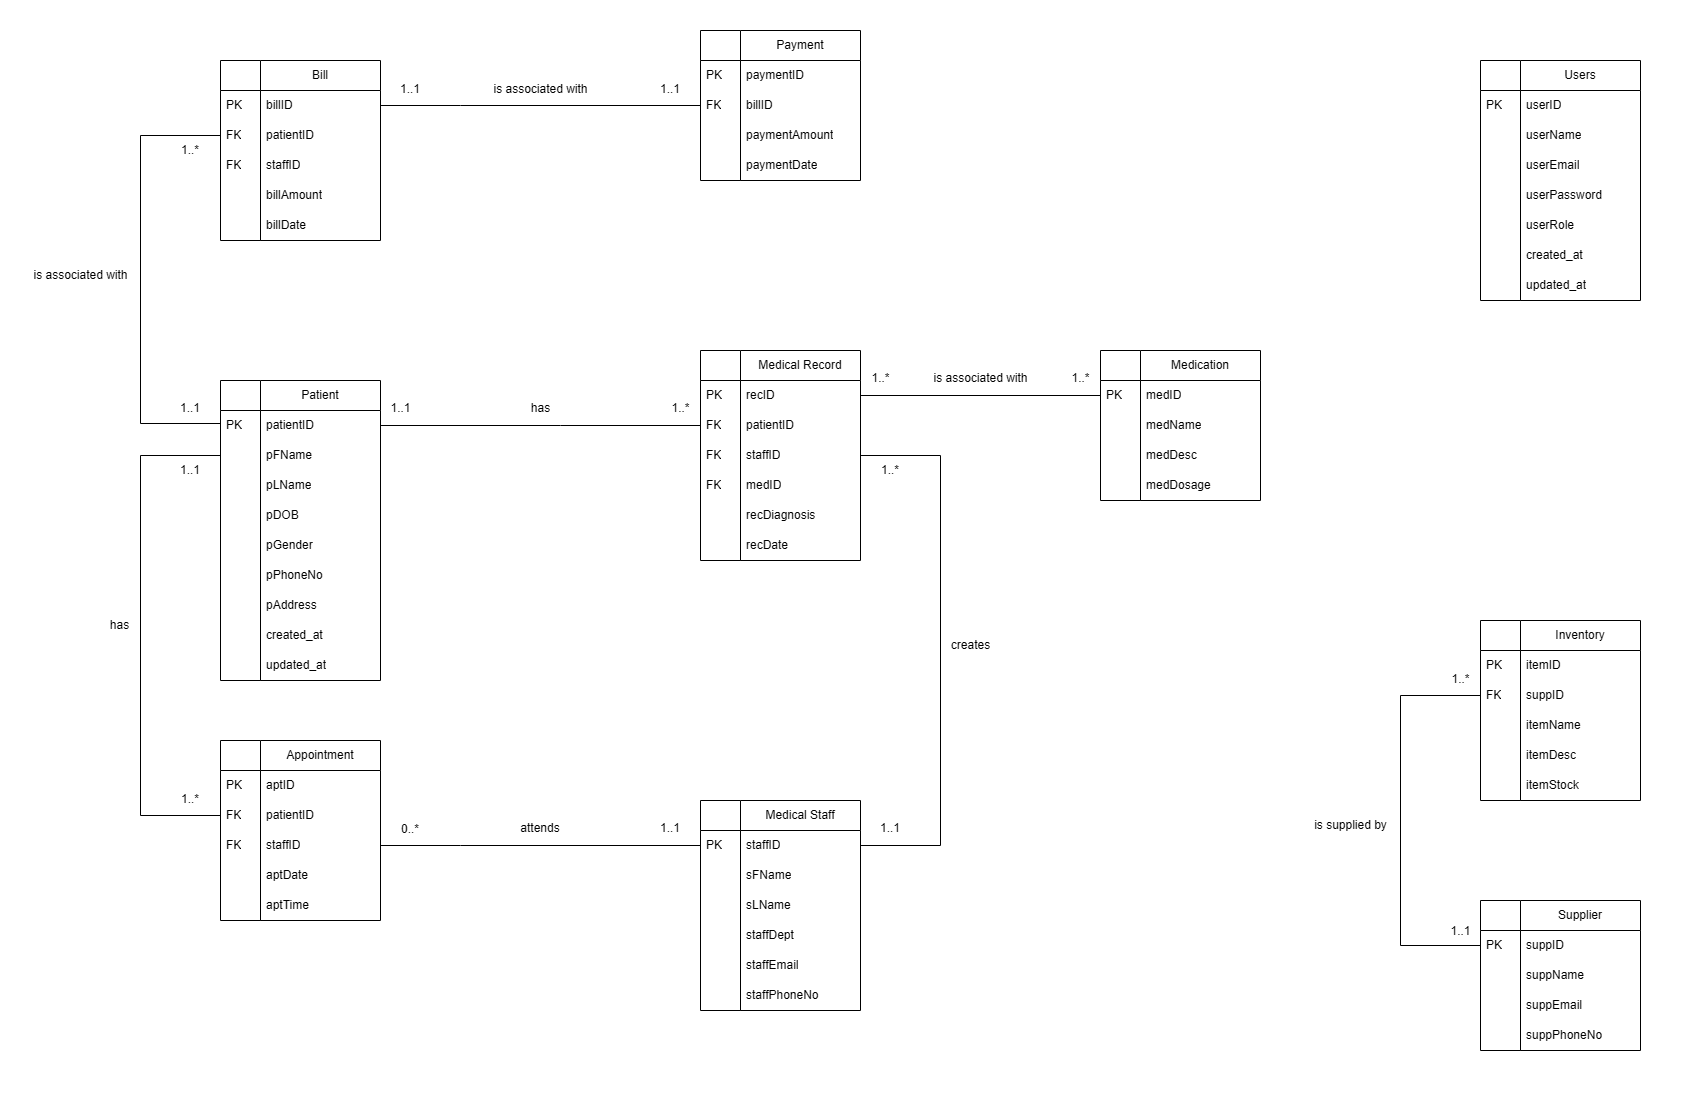 Bill
PK billID
FK patientID
FK staffID
billAmount
billDate
1..1 is associated with 1..1
Payment
PK paymentID
FK billID
paymentAmount
paymentDate
Users
PK userID
userName
userEmail
userPassword
userRole
created_at
updated_at
1..*
is associated with
1..1
Patient
PK patientID
pFName
pLName
pDOB
pGender
pPhoneNo
pAddress
created_at
updated_at
1..1 has 1..*
Medical Record
PK recID
FK patientID
FK staffID
FK medID
recDiagnosis
recDate
1..* is associated with 1..*
Medication
PK medID
medName
medDesc
medDosage
1..1
has
1..*
Appointment
PK aptID
FK patientID
FK staffID
aptDate
aptTime
0..* attends 1..1
Medical Staff
PK staffID
sFName
sLName
staffDept
staffEmail
staffPhoneNo
1..*
creates
1..1
Inventory
PK itemID
FK suppID
itemName
itemDesc
itemStock
1..*
is supplied by
1..1
Supplier
PK suppID
suppName
suppEmail
suppPhoneNo